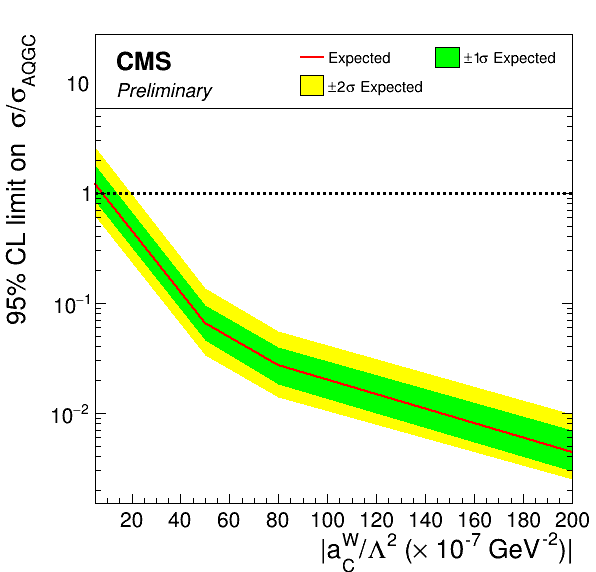 CMS
Preliminary
Expected
±1σ Expected
±2σ Expected
95% CL limit on σ/σ_AQGC
10
1
10⁻¹
10⁻²
20 40 60 80 100 120 140 160 180 200
|a_C^W/Λ² (× 10⁻⁷ GeV⁻²)|